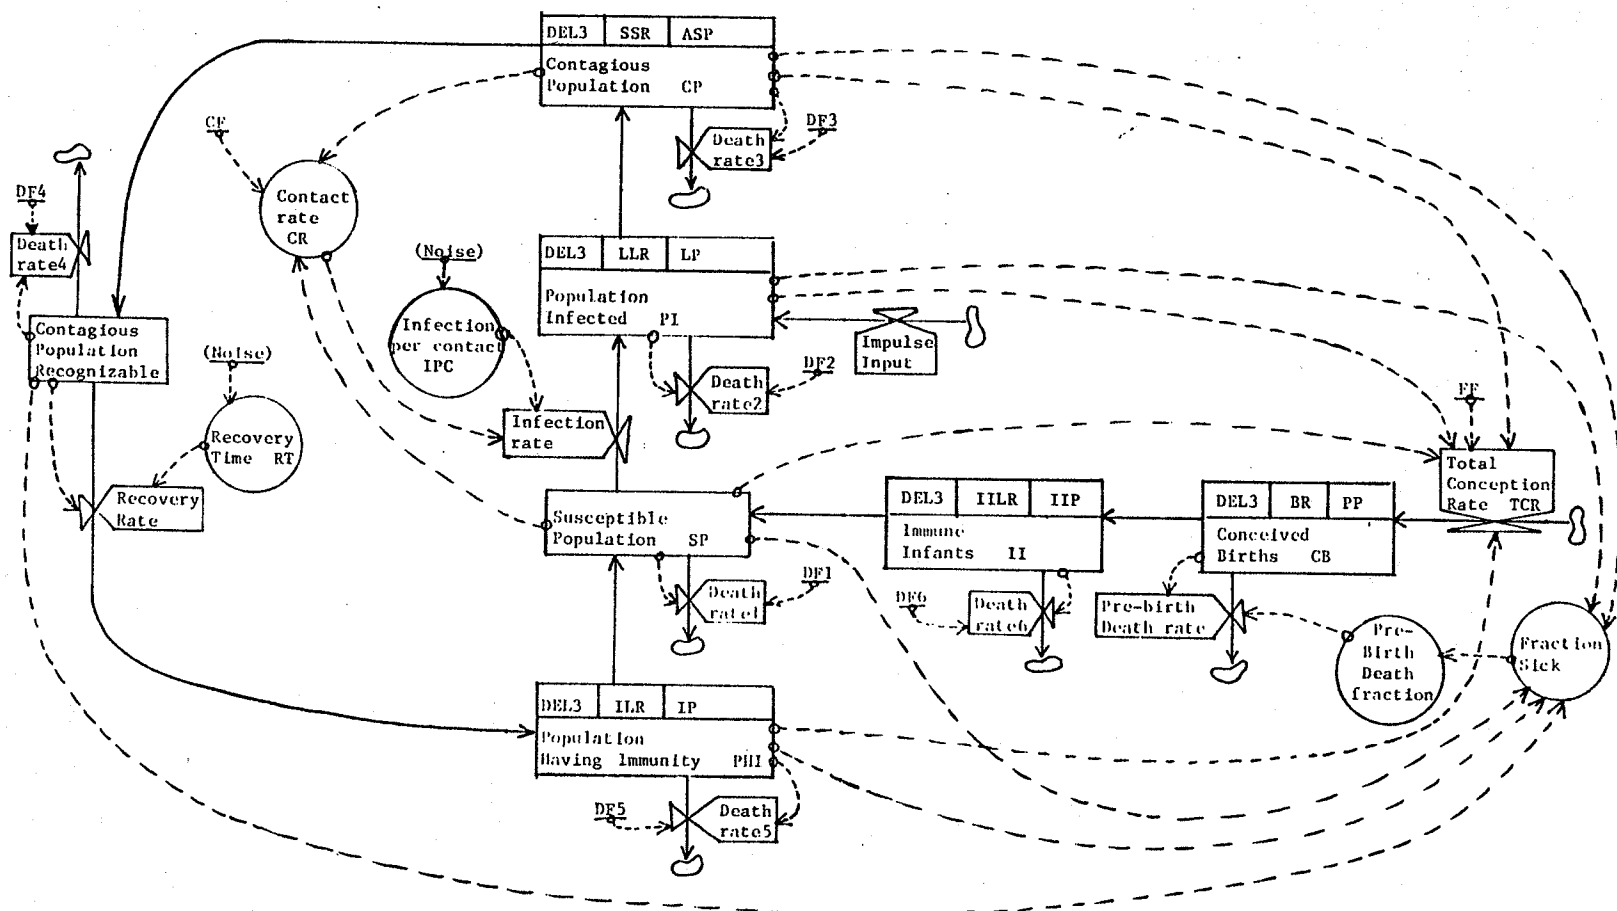 DEL3 SSR ASP
Contagious
Population CP
Death
rate3
DF3
CF
Contact
rate
CR
DF4
Death
rate4
Contagious
Population
Recognizable
(Noise)
Recovery
Time RT
Recovery
Rate
(Noise)
Infection
per contact
IPC
Infection
rate
DEL3 LLR LP
Population
Infected PI
Impulse
Input
Death
rate2
DF2
Susceptible
Population SP
Death
rate1
DF1
DEL3 IILR IIP
Immune
Infants II
DF6
Death
rate6
DEL3 BR PP
Conceived
Births CB
Pre-birth
Death rate
FF
Total
Conception
Rate TCR
Pre-
Birth
Death
fraction
Fraction
Sick
DEL3 ILR IP
Population
Having Immunity PHI
DF5
Death
rate5